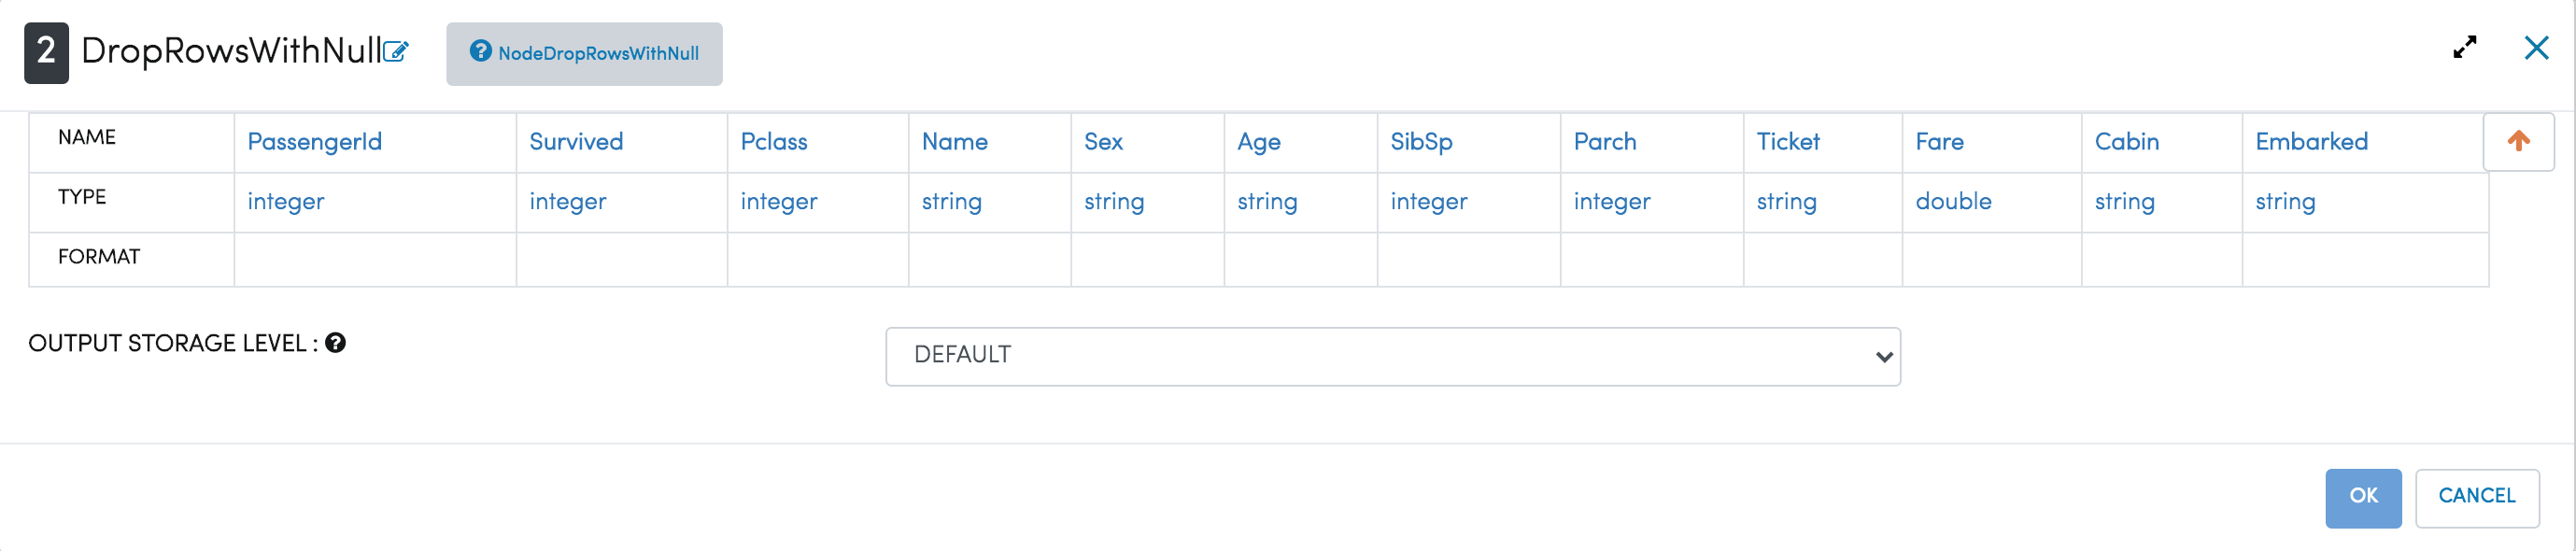 2 DropRowsWithNull NodeDropRowsWithNull
NAME PassengerId Survived Pclass Name Sex Age SibSp Parch Ticket Fare Cabin Embarked
TYPE integer integer integer string string string integer integer string double string string
FORMAT
OUTPUT STORAGE LEVEL : DEFAULT
OK CANCEL